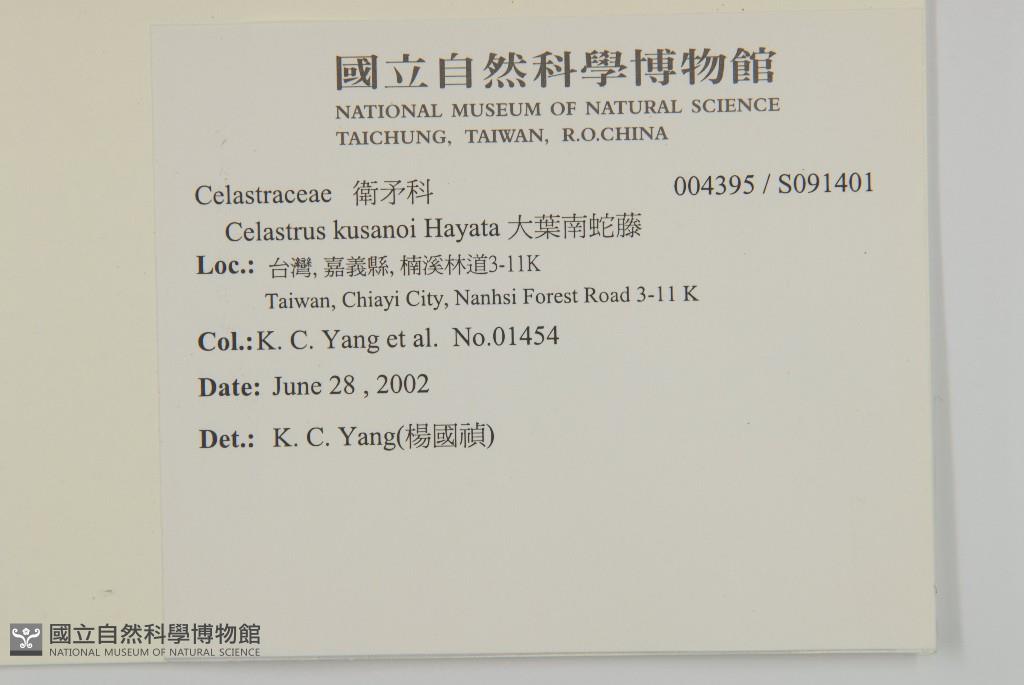 國立自然科學博物館
NATIONAL MUSEUM OF NATURAL SCIENCE
TAICHUNG, TAIWAN, R.O.CHINA
Celastraceae 衛矛科 004395 / S091401
Celastrus kusanoi Hayata 大葉南蛇藤
Loc.: 台灣, 嘉義縣, 楠溪林道3-11K
Taiwan, Chiayi City, Nanhsi Forest Road 3-11 K
Col.:K. C. Yang et al. No.01454
Date: June 28 , 2002
Det.: K. C. Yang(楊國禎)
國立自然科學博物館
NATIONAL MUSEUM OF NATURAL SCIENCE